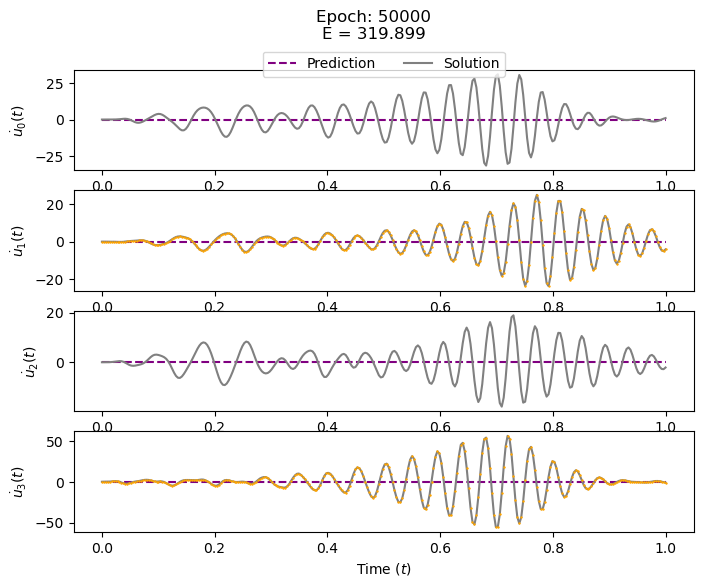 Epoch: 50000
E = 319.899
Prediction Solution
25
0
−25
u̇₀(t)
0.0 0.2 0.4 0.6 0.8 1.0
20
0
−20
u̇₁(t)
0.0 0.2 0.4 0.6 0.8 1.0
20
0
u̇₂(t)
0.0 0.2 0.4 0.6 0.8 1.0
50
0
−50
u̇₃(t)
0.0 0.2 0.4 0.6 0.8 1.0
Time (t)